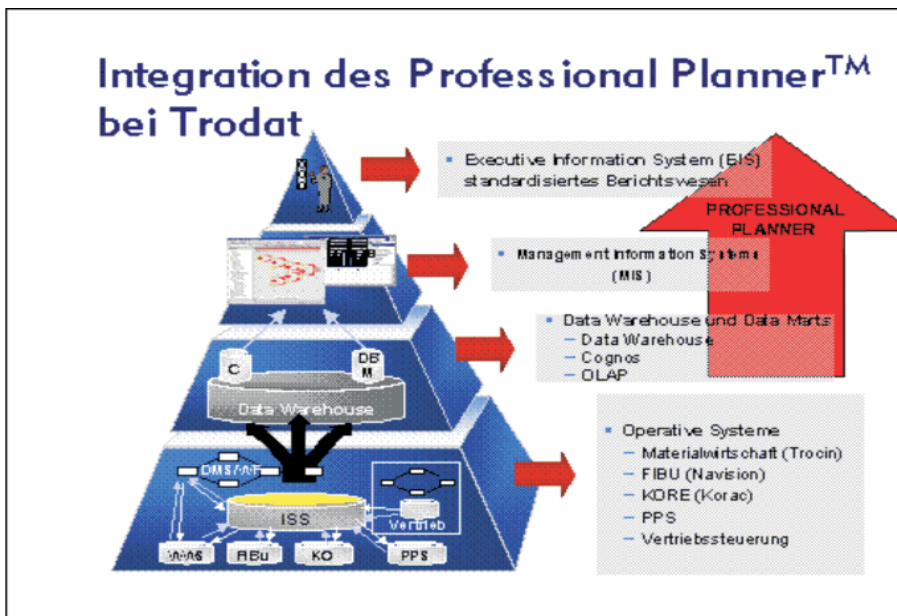 Integration des Professional Planner™
bei Trodat
▪ Executive Information System (EIS)
standardisiertes Berichtswesen
PROFESSIONAL
PLANNER
▪ Management Information Systeme
(MIS)
▪ Data Warehouse und Data Marts
– Data Warehouse
– Cognos
– OLAP
C
DB
M
Data Warehouse
▪ Operative Systeme
– Materialwirtschaft (Trocin)
– FIBU (Navision)
– KORE (Korac)
– PPS
– Vertriebssteuerung
ISS
Vertrieb
WWS
FIBu
KO
PPS